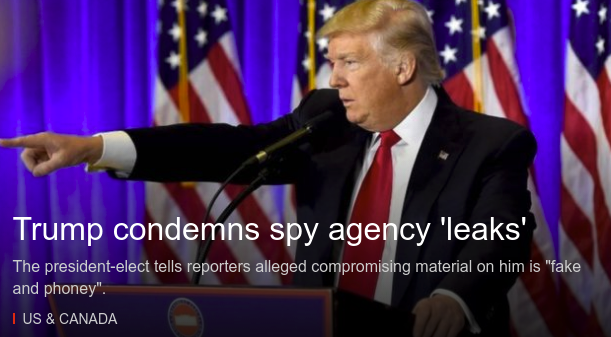 Trump condemns spy agency 'leaks'
The president-elect tells reporters alleged compromising material on him is "fake
and phoney".
US & CANADA